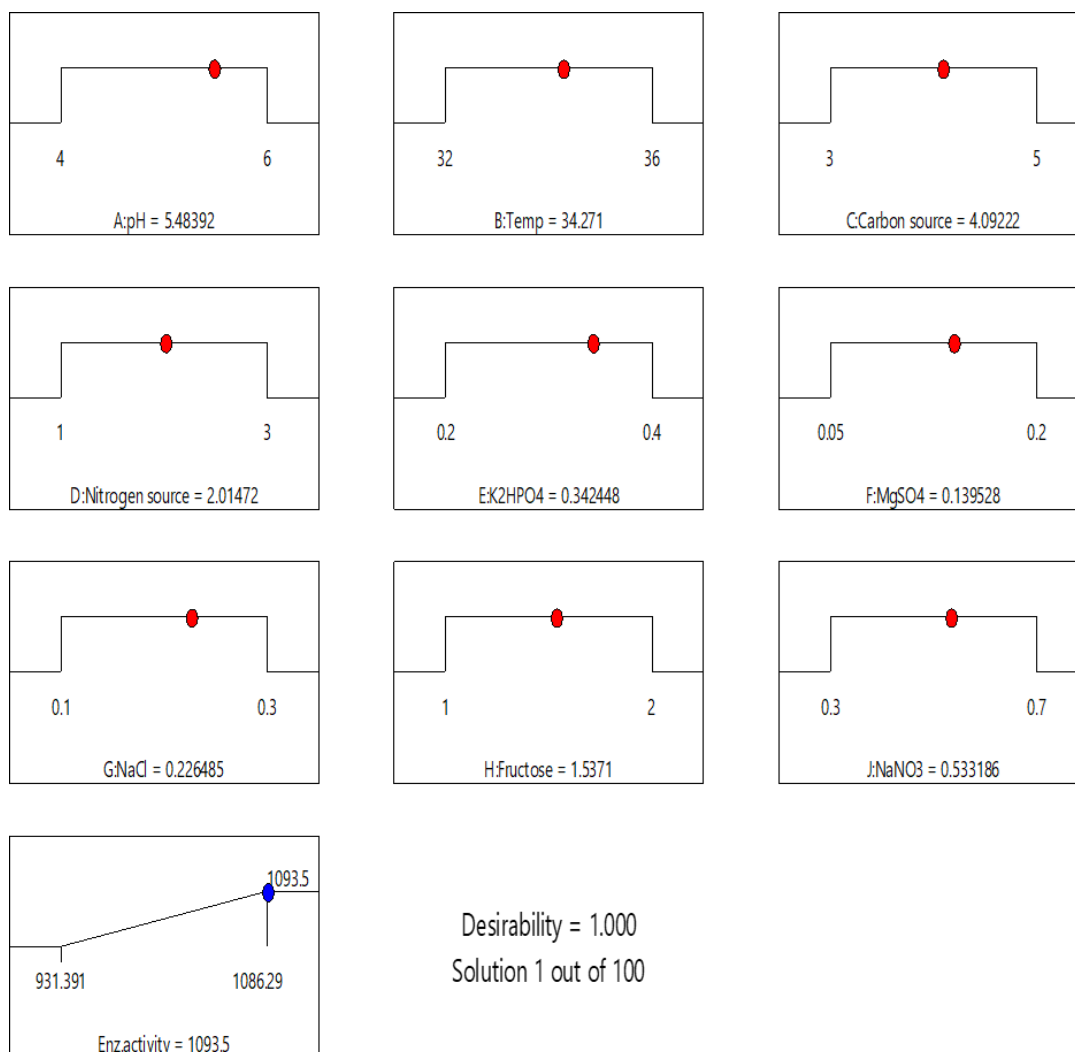 4 6
A:pH = 5.48392
32 36
B:Temp = 34.271
3 5
C:Carbon source = 4.09222
1 3
D:Nitrogen source = 2.01472
0.2 0.4
E:K2HPO4 = 0.342448
0.05 0.2
F:MgSO4 = 0.139528
0.1 0.3
G:NaCl = 0.226485
1 2
H:Fructose = 1.5371
0.3 0.7
J:NaNO3 = 0.533186
1093.5
931.391 1086.29
Enz.activity = 1093.5
Desirability = 1.000
Solution 1 out of 100